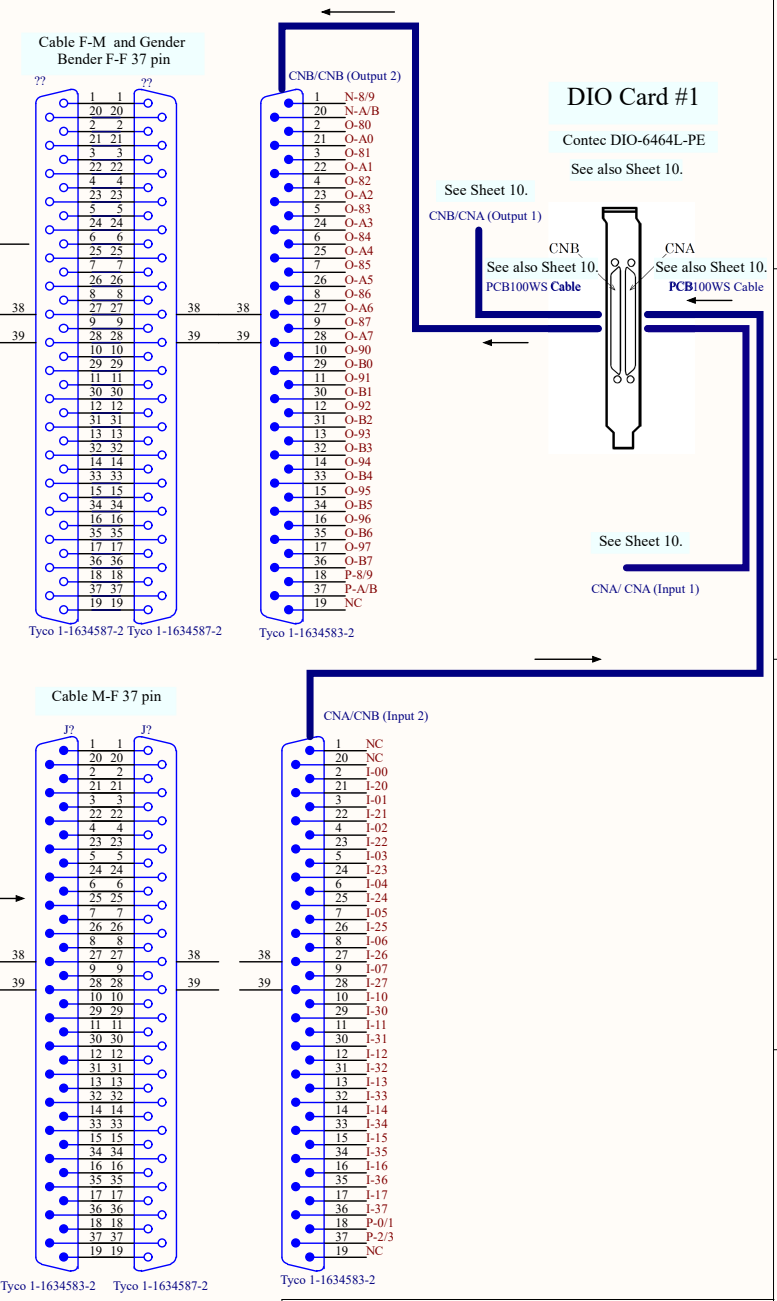 Cable F-M and Gender
Bender F-F 37 pin
?? ??
1 1
20 20
2 2
21 21
3 3
22 22
4 4
23 23
5 5
24 24
6 6
25 25
7 7
26 26
8 8
27 27
9 9
28 28
10 10
29 29
11 11
30 30
12 12
31 31
13 13
32 32
14 14
33 33
15 15
34 34
16 16
35 35
17 17
36 36
18 18
37 37
19 19
38 38 38
39 39 39
Tyco 1-1634587-2 Tyco 1-1634587-2
CNB/CNB (Output 2)
1 N-8/9
20 N-A/B
2 O-80
21 O-A0
3 O-81
22 O-A1
4 O-82
23 O-A2
5 O-83
24 O-A3
6 O-84
25 O-A4
7 O-85
26 O-A5
8 O-86
27 O-A6
9 O-87
28 O-A7
10 O-90
29 O-B0
11 O-91
30 O-B1
12 O-92
31 O-B2
13 O-93
32 O-B3
14 O-94
33 O-B4
15 O-95
34 O-B5
16 O-96
35 O-B6
17 O-97
36 O-B7
18 P-8/9
37 P-A/B
19 NC
Tyco 1-1634583-2
DIO Card #1
Contec DIO-6464L-PE
See also Sheet 10.
See Sheet 10.
CNB/CNA (Output 1)
CNB CNA
See also Sheet 10. See also Sheet 10.
PCB100WS Cable PCB100WS Cable
See Sheet 10.
CNA/ CNA (Input 1)
Cable M-F 37 pin
J? J?
1 1
20 20
2 2
21 21
3 3
22 22
4 4
23 23
5 5
24 24
6 6
25 25
7 7
26 26
8 8
27 27
9 9
28 28
10 10
29 29
11 11
30 30
12 12
31 31
13 13
32 32
14 14
33 33
15 15
34 34
16 16
35 35
17 17
36 36
18 18
37 37
19 19
38 38 38
39 39 39
Tyco 1-1634583-2 Tyco 1-1634587-2
CNA/CNB (Input 2)
1 NC
20 NC
2 I-00
21 I-20
3 I-01
22 I-21
4 I-02
23 I-22
5 I-03
24 I-23
6 I-04
25 I-24
7 I-05
26 I-25
8 I-06
27 I-26
9 I-07
28 I-27
10 I-10
29 I-30
11 I-11
30 I-31
12 I-12
31 I-32
13 I-13
32 I-33
14 I-14
33 I-34
15 I-15
34 I-35
16 I-16
35 I-36
17 I-17
36 I-37
18 P-0/1
37 P-2/3
19 NC
Tyco 1-1634583-2